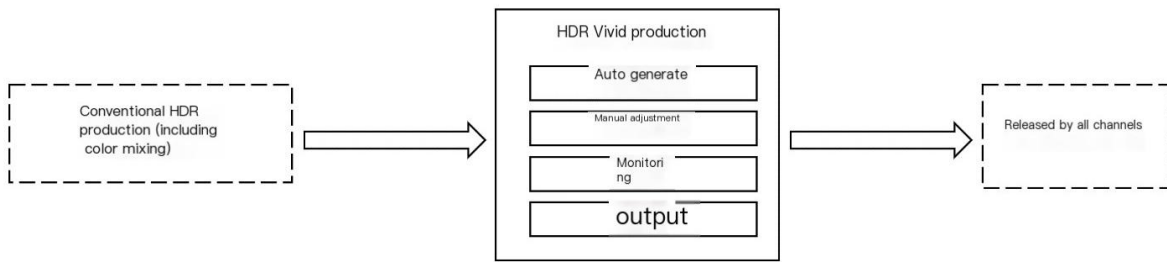 Conventional HDR
production (including
color mixing)
HDR Vivid production
Auto generate
Manual adjustment
Monitori
ng
output
Released by all channels